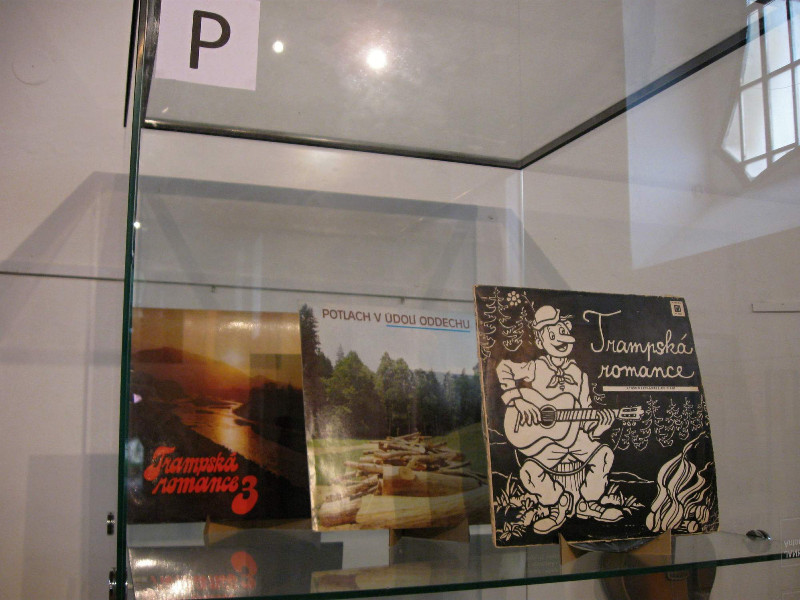 P
Trampská
romance 3
POTLACH V ÚDOLÍ ODDECHU
Trampská
romance